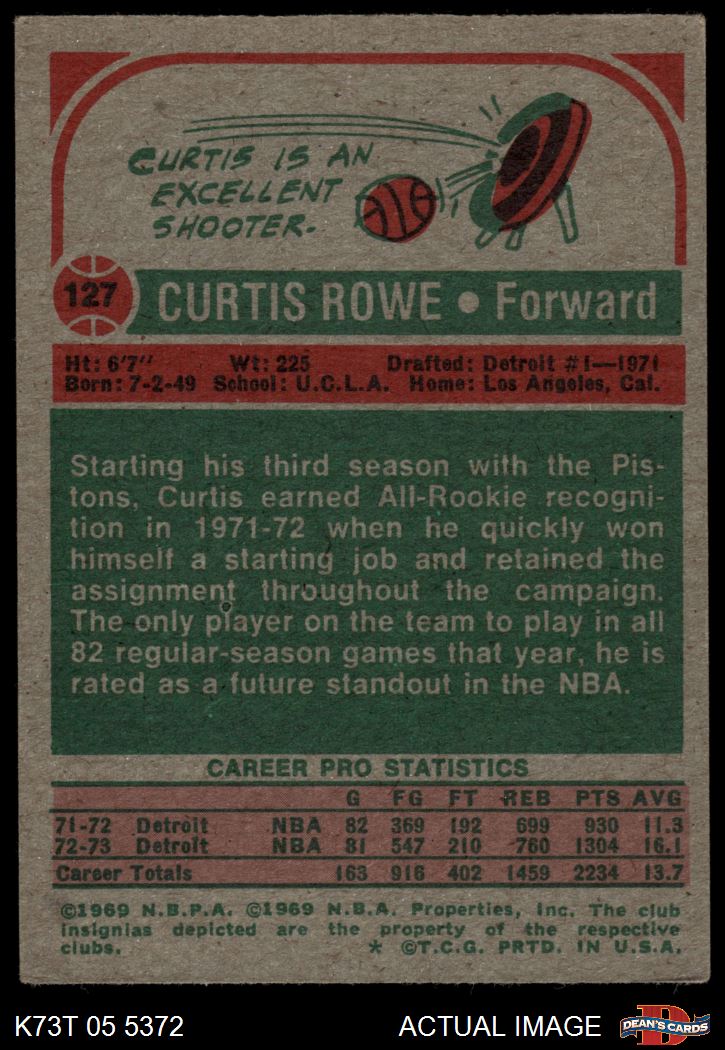 CURTIS IS AN
EXCELLENT
SHOOTER.
127
CURTIS ROWE • Forward
Ht: 6'7" Wt: 225 Drafted: Detroit #1—1971
Born: 7-2-49 School: U.C.L.A. Home: Los Angeles, Cal.
Starting his third season with the Pis-
tons, Curtis earned All-Rookie recogni-
tion in 1971-72 when he quickly won
himself a starting job and retained the
assignment throughout the campaign.
The only player on the team to play in all
82 regular-season games that year, he is
rated as a future standout in the NBA.
CAREER PRO STATISTICS
G FG FT REB PTS AVG
71-72 Detroit NBA 82 369 192 699 930 11.3
72-73 Detroit NBA 81 547 210 760 1304 16.1
Career Totals 163 916 402 1459 2234 13.7
©1969 N.B.P.A. ©1969 N.B.A. Properties, Inc. The club
insignias depicted are the property of the respective
clubs. * ©T.C.G. PRTD. IN U.S.A.
K73T 05 5372 ACTUAL IMAGE DEAN'S CARDS